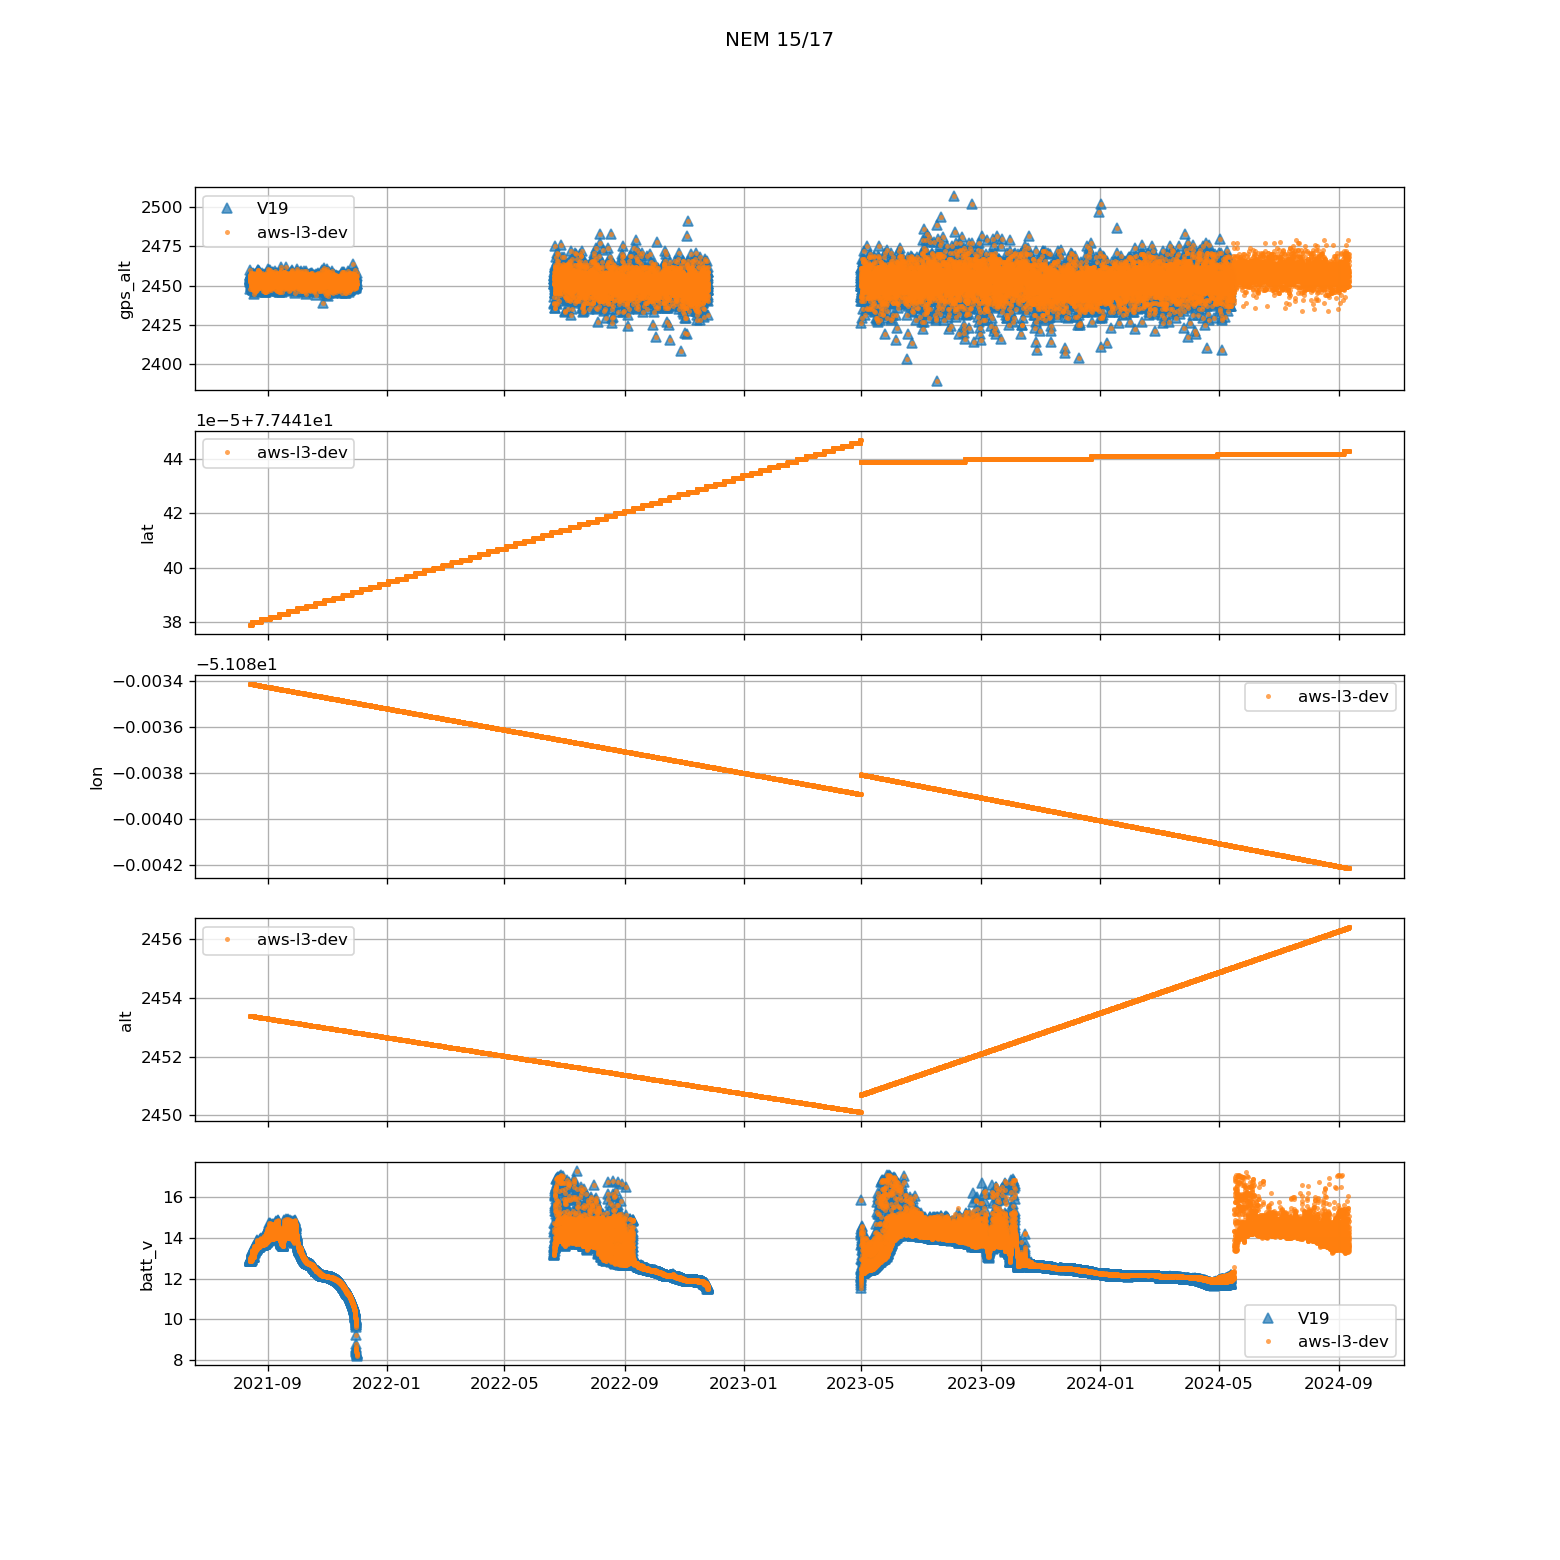 NEM 15/17
V19
aws-l3-dev
2500
2475
2450
2425
2400
gps_alt
1e−5+7.7441e1
aws-l3-dev
44
42
40
38
lat
−5.108e1
aws-l3-dev
−0.0034
−0.0036
−0.0038
−0.0040
−0.0042
lon
aws-l3-dev
2456
2454
2452
2450
alt
16
14
12
10
8
batt_v
V19
aws-l3-dev
2021-09 2022-01 2022-05 2022-09 2023-01 2023-05 2023-09 2024-01 2024-05 2024-09